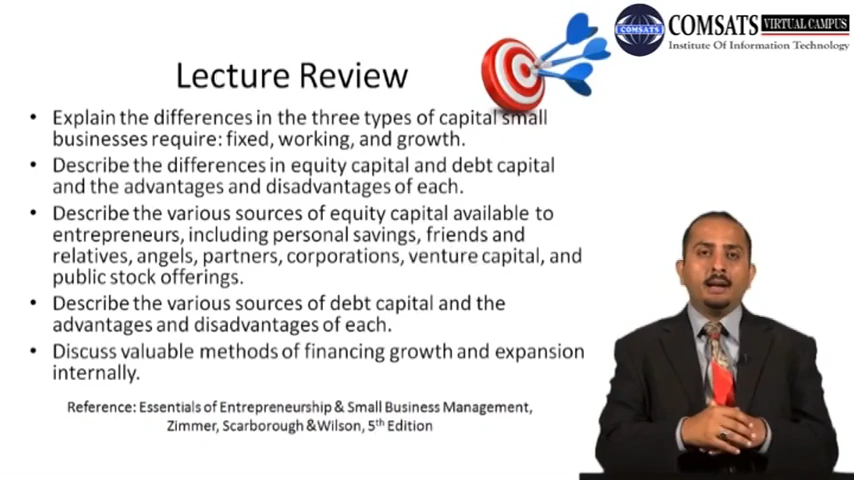 COMSATS VIRTUAL CAMPUS
COMSATS
Institute Of Information Technology
Lecture Review
• Explain the differences in the three types of capital small
businesses require: fixed, working, and growth.
• Describe the differences in equity capital and debt capital
and the advantages and disadvantages of each.
• Describe the various sources of equity capital available to
entrepreneurs, including personal savings, friends and
relatives, angels, partners, corporations, venture capital, and
public stock offerings.
• Describe the various sources of debt capital and the
advantages and disadvantages of each.
• Discuss valuable methods of financing growth and expansion
internally.
Reference: Essentials of Entrepreneurship & Small Business Management,
Zimmer, Scarborough &Wilson, 5th Edition